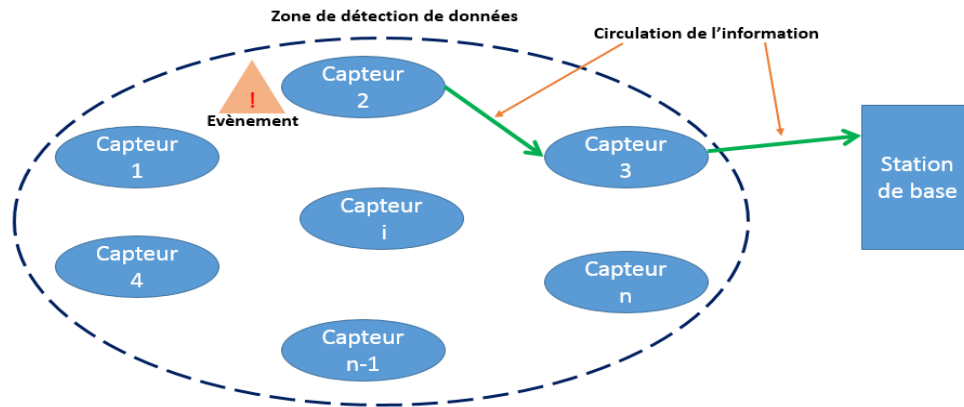 Zone de détection de données
Circulation de l’information
Capteur
2
!
Evènement
Capteur
1
Capteur
3
Station
de base
Capteur
i
Capteur
4
Capteur
n
Capteur
n-1